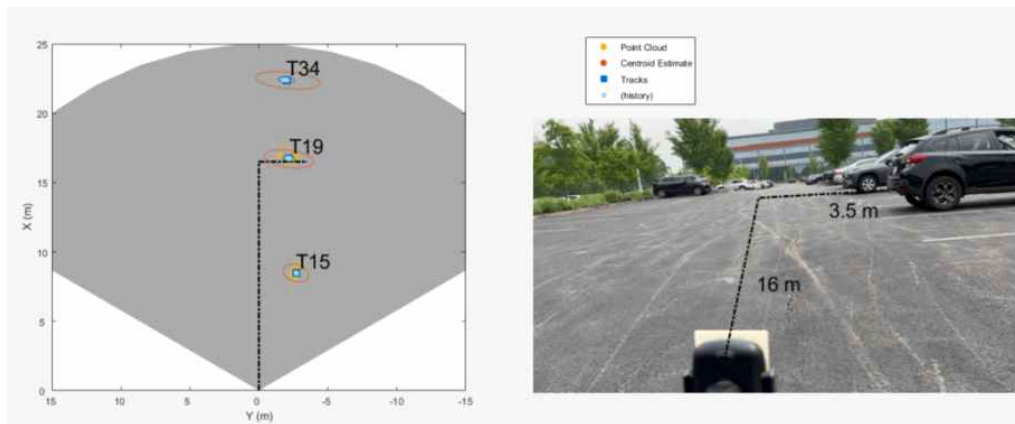 25
20
15
10
5
0
15
10
5
0
-5
-10
-15
X (m)
Y (m)
T34
T19
T15
Point Cloud
Centroid Estimate
Tracks
(history)
3.5 m
16 m